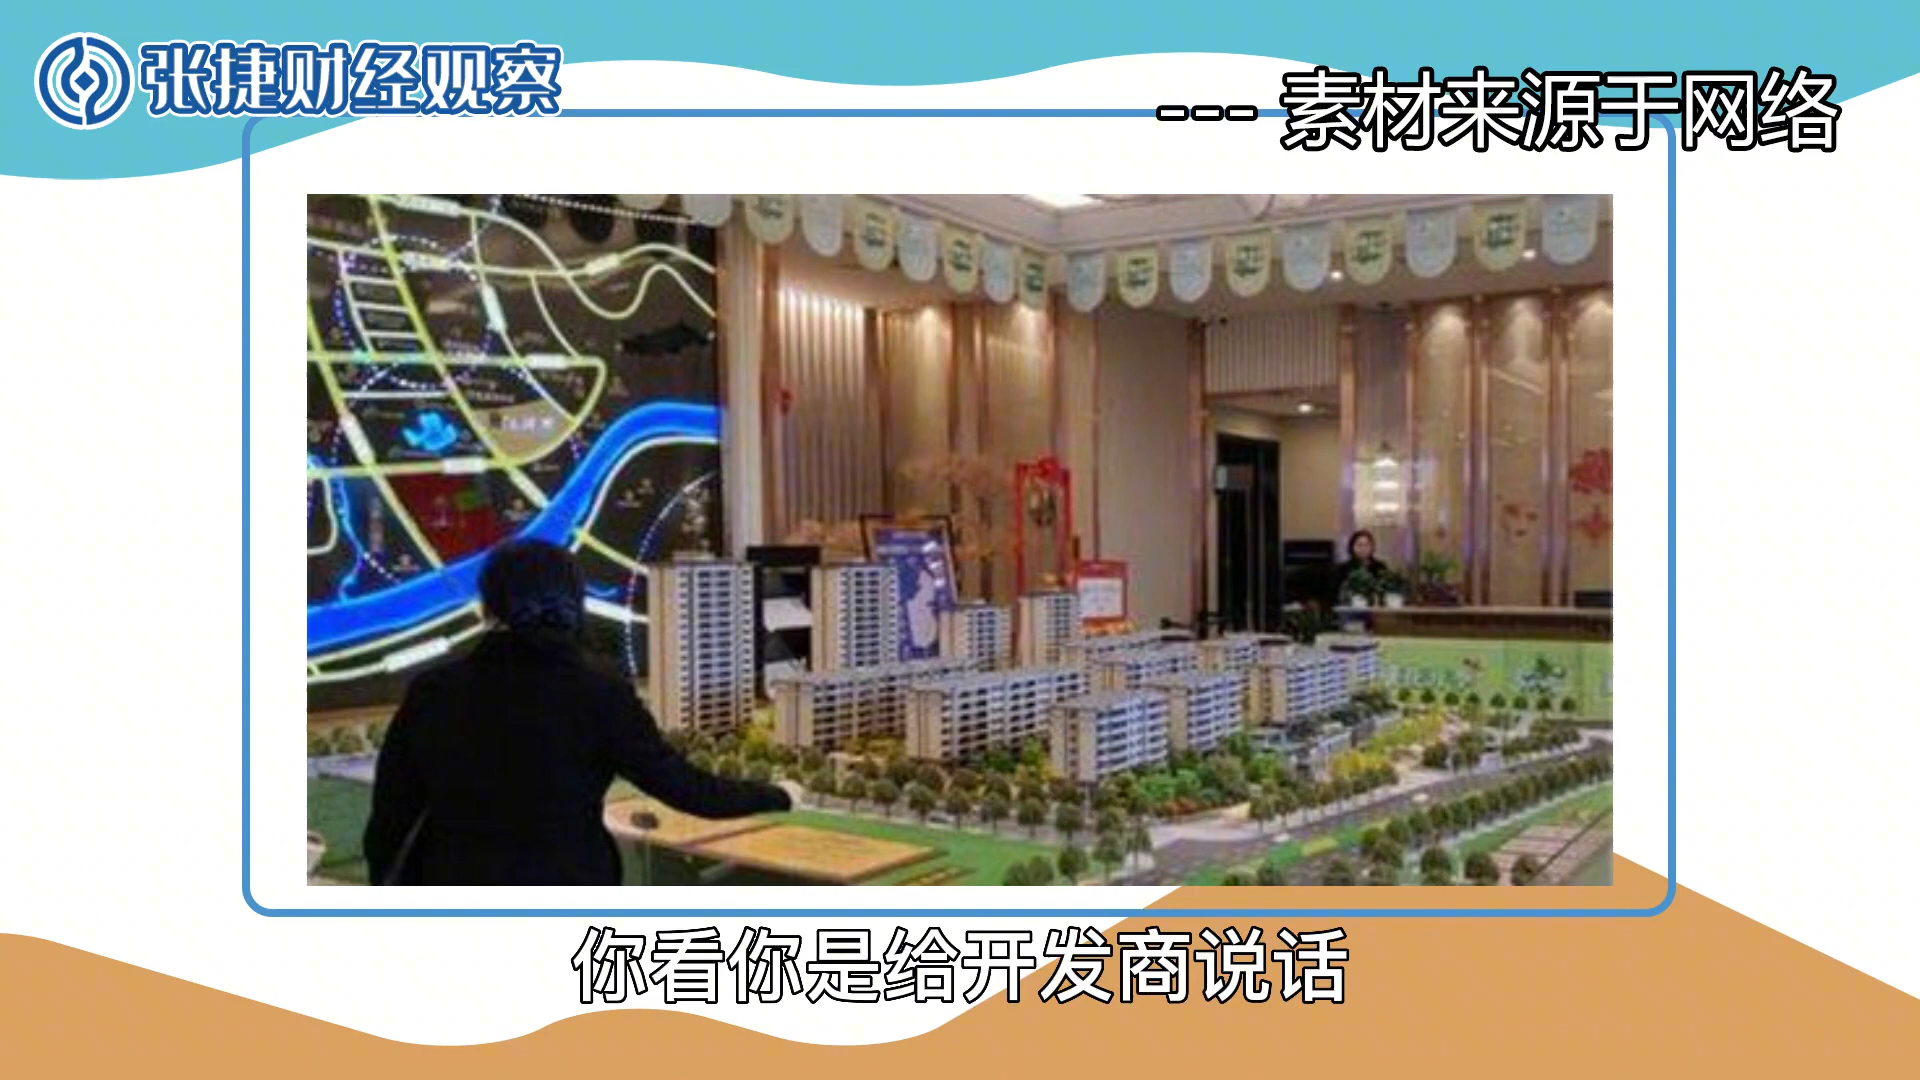 张捷财经观察
--- 素材来源于网络
你看你是给开发商说话